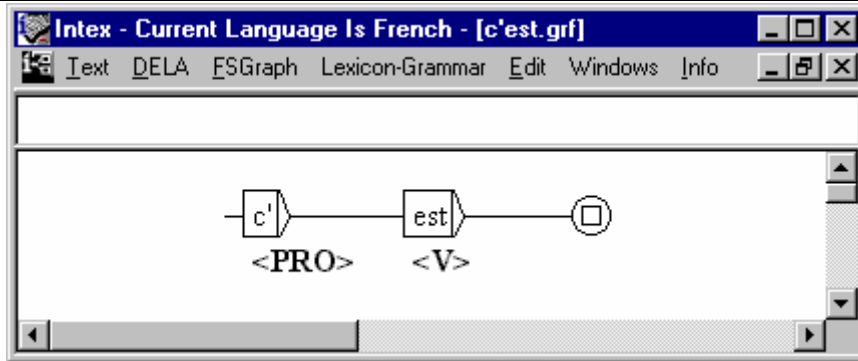 Intex - Current Language Is French - [c'est.grf]
Text DELA FSGraph Lexicon-Grammar Edit Windows Info
c' est
<PRO> <V>